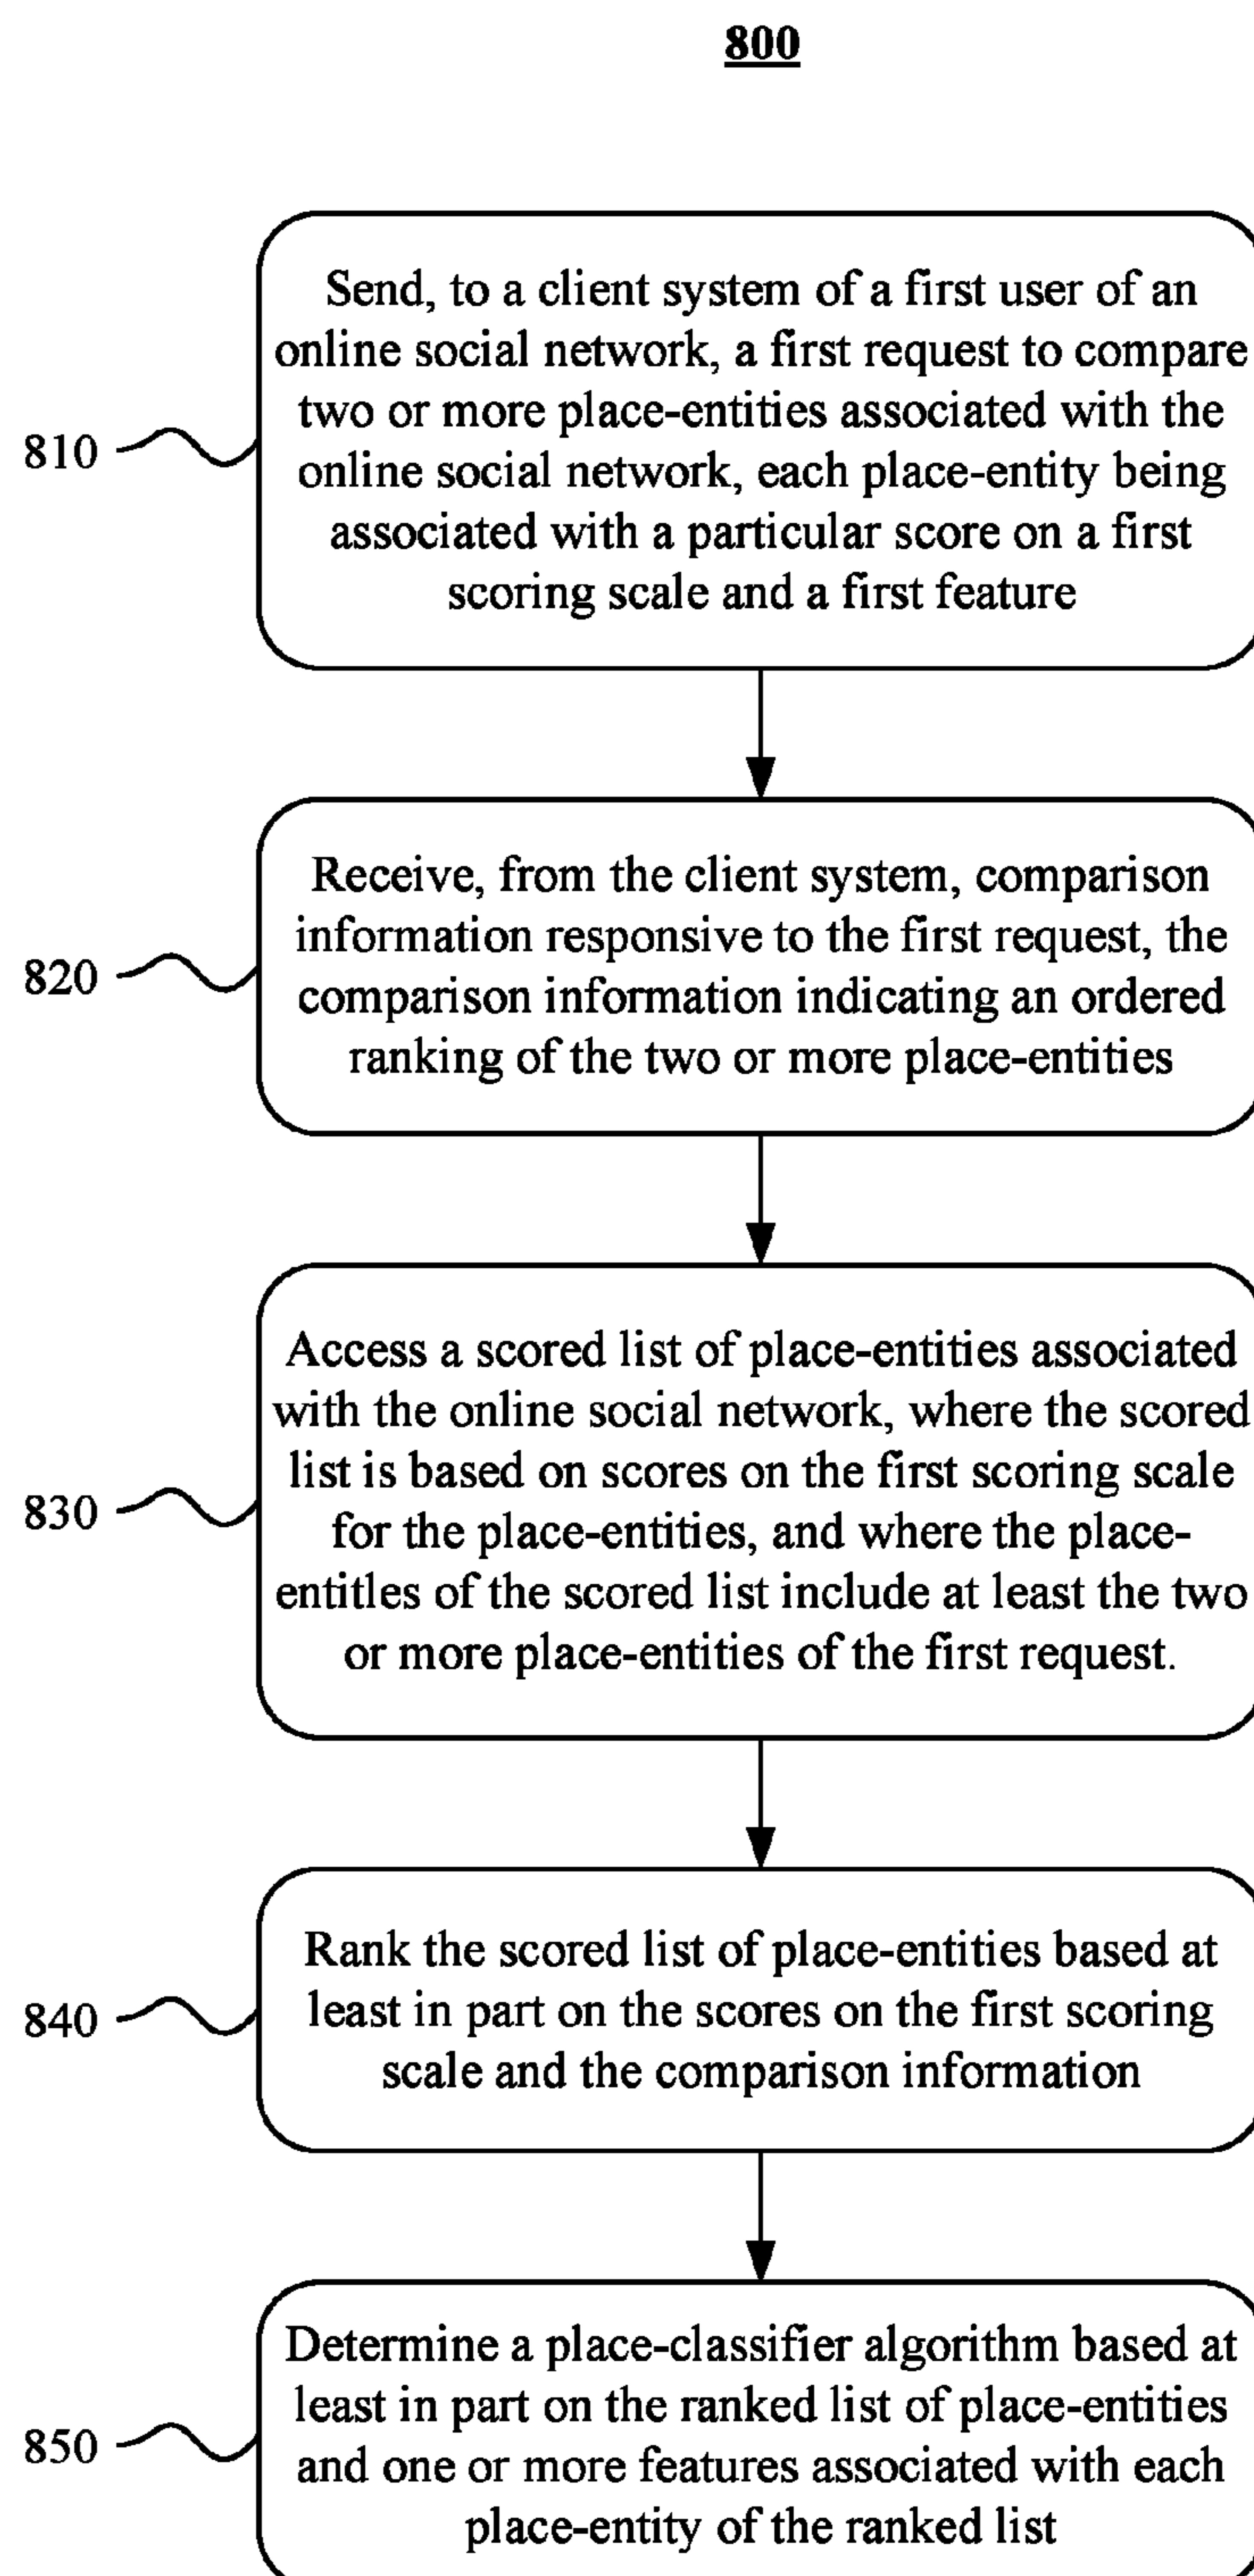 800
Send, to a client system of a first user of an
online social network, a first request to compare
two or more place-entities associated with the
online social network, each place-entity being
associated with a particular score on a first
scoring scale and a first feature
810
Receive, from the client system, comparison
information responsive to the first request, the
comparison information indicating an ordered
ranking of the two or more place-entities
820
Access a scored list of place-entities associated
with the online social network, where the scored
list is based on scores on the first scoring scale
for the place-entities, and where the place-
entitles of the scored list include at least the two
or more place-entities of the first request.
830
Rank the scored list of place-entities based at
least in part on the scores on the first scoring
scale and the comparison information
840
Determine a place-classifier algorithm based at
least in part on the ranked list of place-entities
and one or more features associated with each
place-entity of the ranked list
850